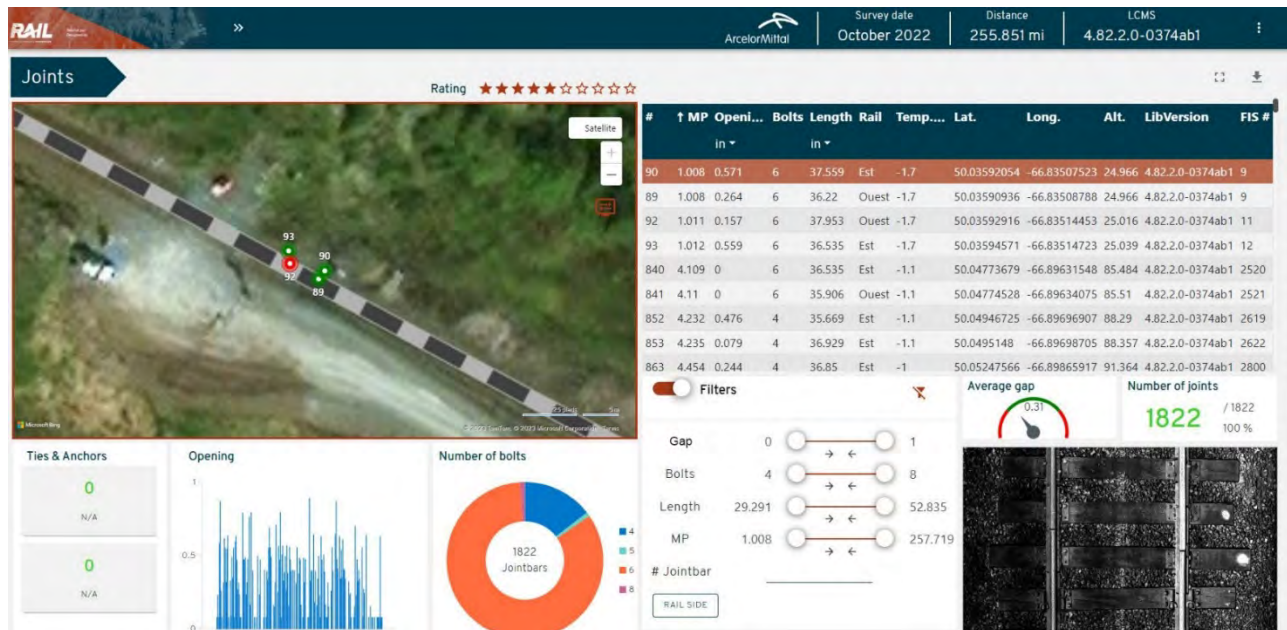 RAIL
»
ArcelorMittal
Survey date
October 2022
Distance
255.851 mi
LCMS
4.82.2.0-0374ab1
Joints
Rating
Satellite
+
−
93
90
92
89
Microsoft Bing
# ↑ MP Openi... Bolts Length Rail Temp.... Lat. Long. Alt. LibVersion FIS #
in in
90 1.008 0.571 6 37.559 Est -1.7 50.03592054 -66.83507523 24.966 4.82.2.0-0374ab1 9
89 1.008 0.264 6 36.22 Ouest -1.7 50.03590936 -66.83508788 24.966 4.82.2.0-0374ab1 9
92 1.011 0.157 6 37.953 Ouest -1.7 50.03592916 -66.83514453 25.016 4.82.2.0-0374ab1 11
93 1.012 0.559 6 36.535 Est -1.7 50.03594571 -66.83514723 25.039 4.82.2.0-0374ab1 12
840 4.109 0 6 36.535 Est -1.1 50.04773679 -66.89631548 85.484 4.82.2.0-0374ab1 2520
841 4.11 0 6 35.906 Ouest -1.1 50.04774528 -66.89634075 85.51 4.82.2.0-0374ab1 2521
852 4.232 0.476 4 35.669 Est -1.1 50.04946725 -66.89696907 88.29 4.82.2.0-0374ab1 2619
853 4.235 0.079 4 36.929 Est -1.1 50.0495148 -66.89698705 88.357 4.82.2.0-0374ab1 2622
863 4.454 0.244 4 36.85 Est -1 50.05247566 -66.89865917 91.364 4.82.2.0-0374ab1 2800
Filters
Gap 0 → ← 1
Bolts 4 → ← 8
Length 29.291 → ← 52.835
MP 1.008 → ← 257.719
# Jointbar
RAIL SIDE
Average gap
0.31
Number of joints
1822 / 1822
100 %
Ties & Anchors
0
N/A
0
N/A
Opening
1
0.5
0
Number of bolts
1822
Jointbars
4
5
6
8